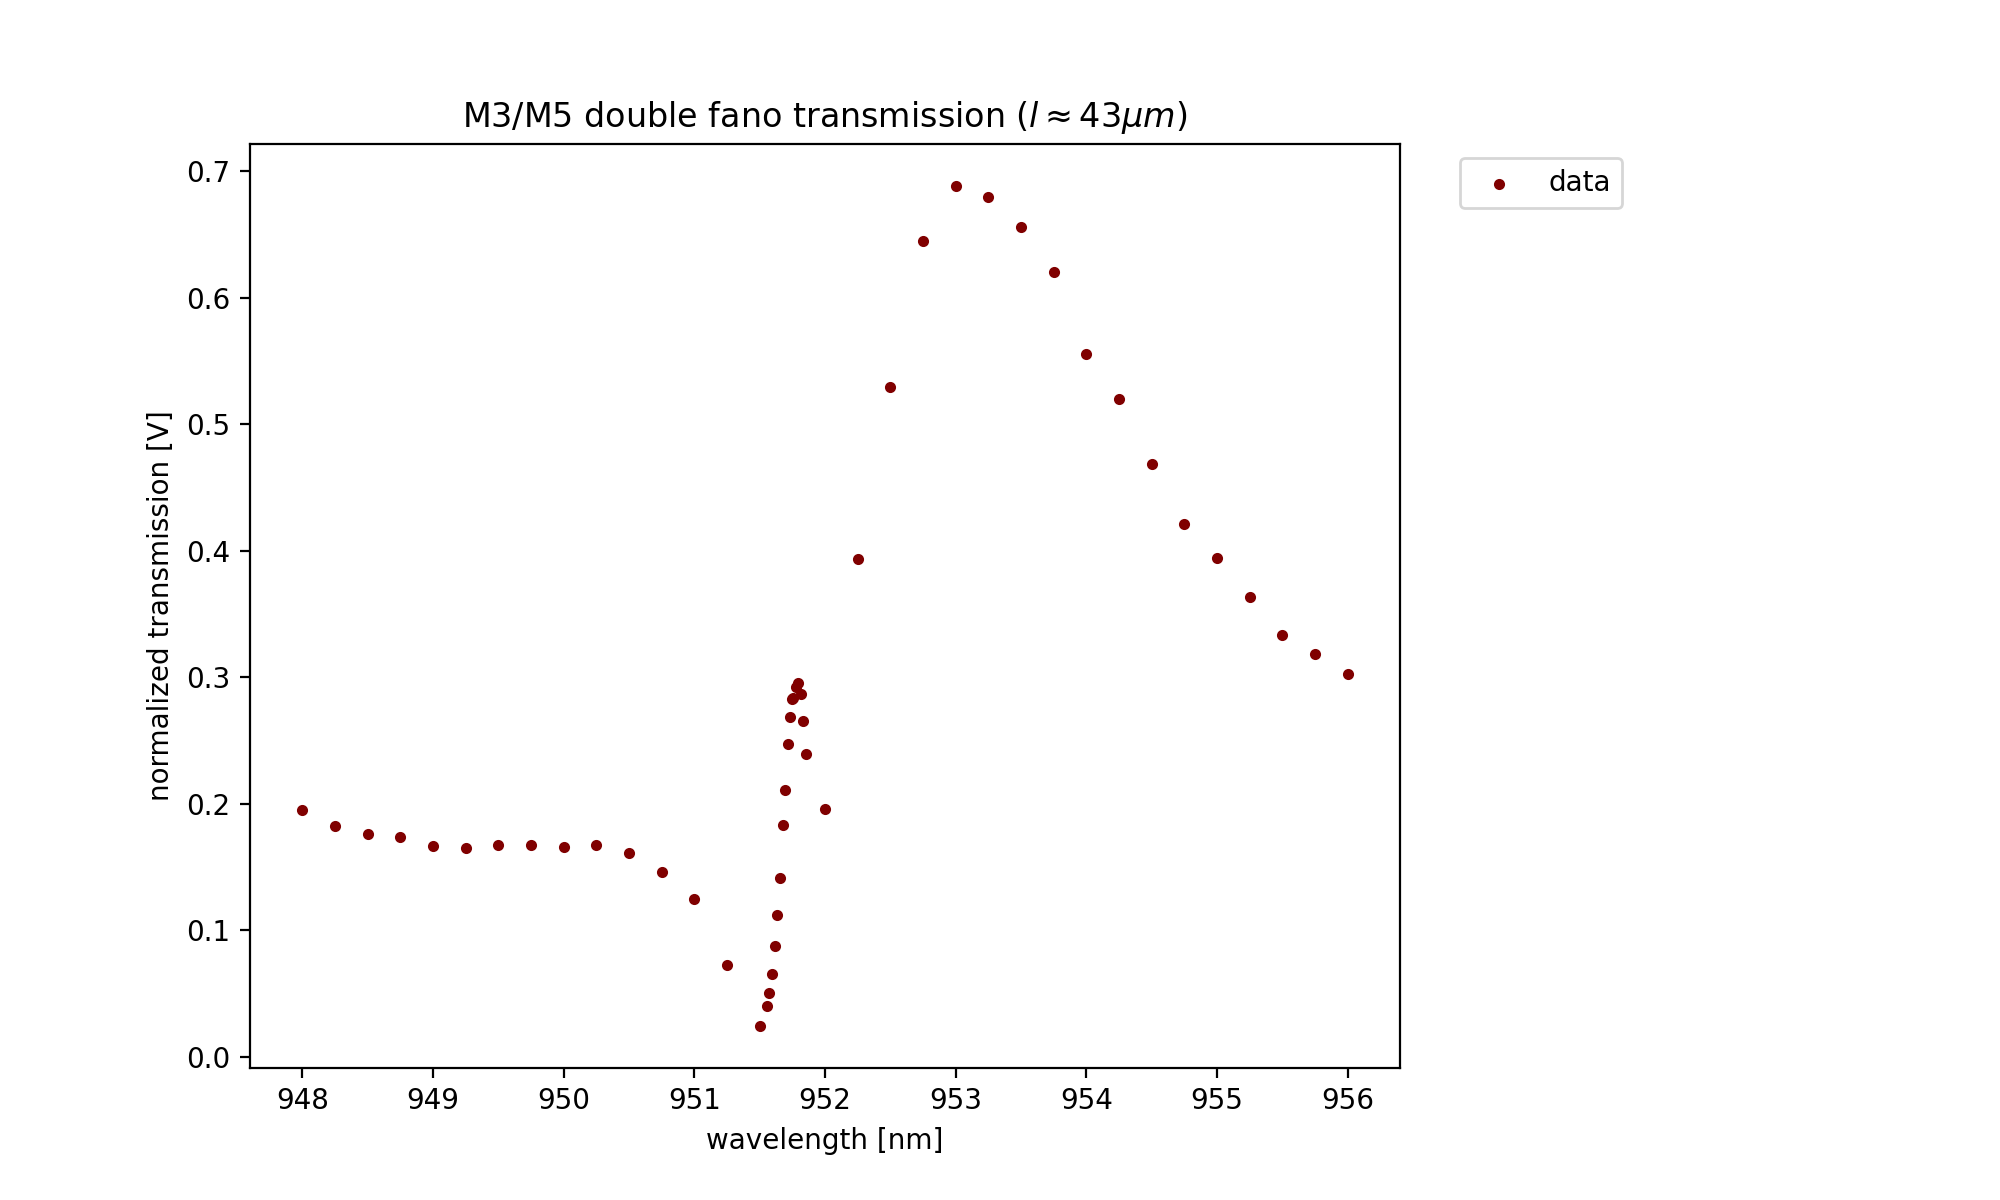 M3/M5 double fano transmission (l ≈ 43μm)
data
normalized transmission [V]
0.7
0.6
0.5
0.4
0.3
0.2
0.1
0.0
948 949 950 951 952 953 954 955 956
wavelength [nm]